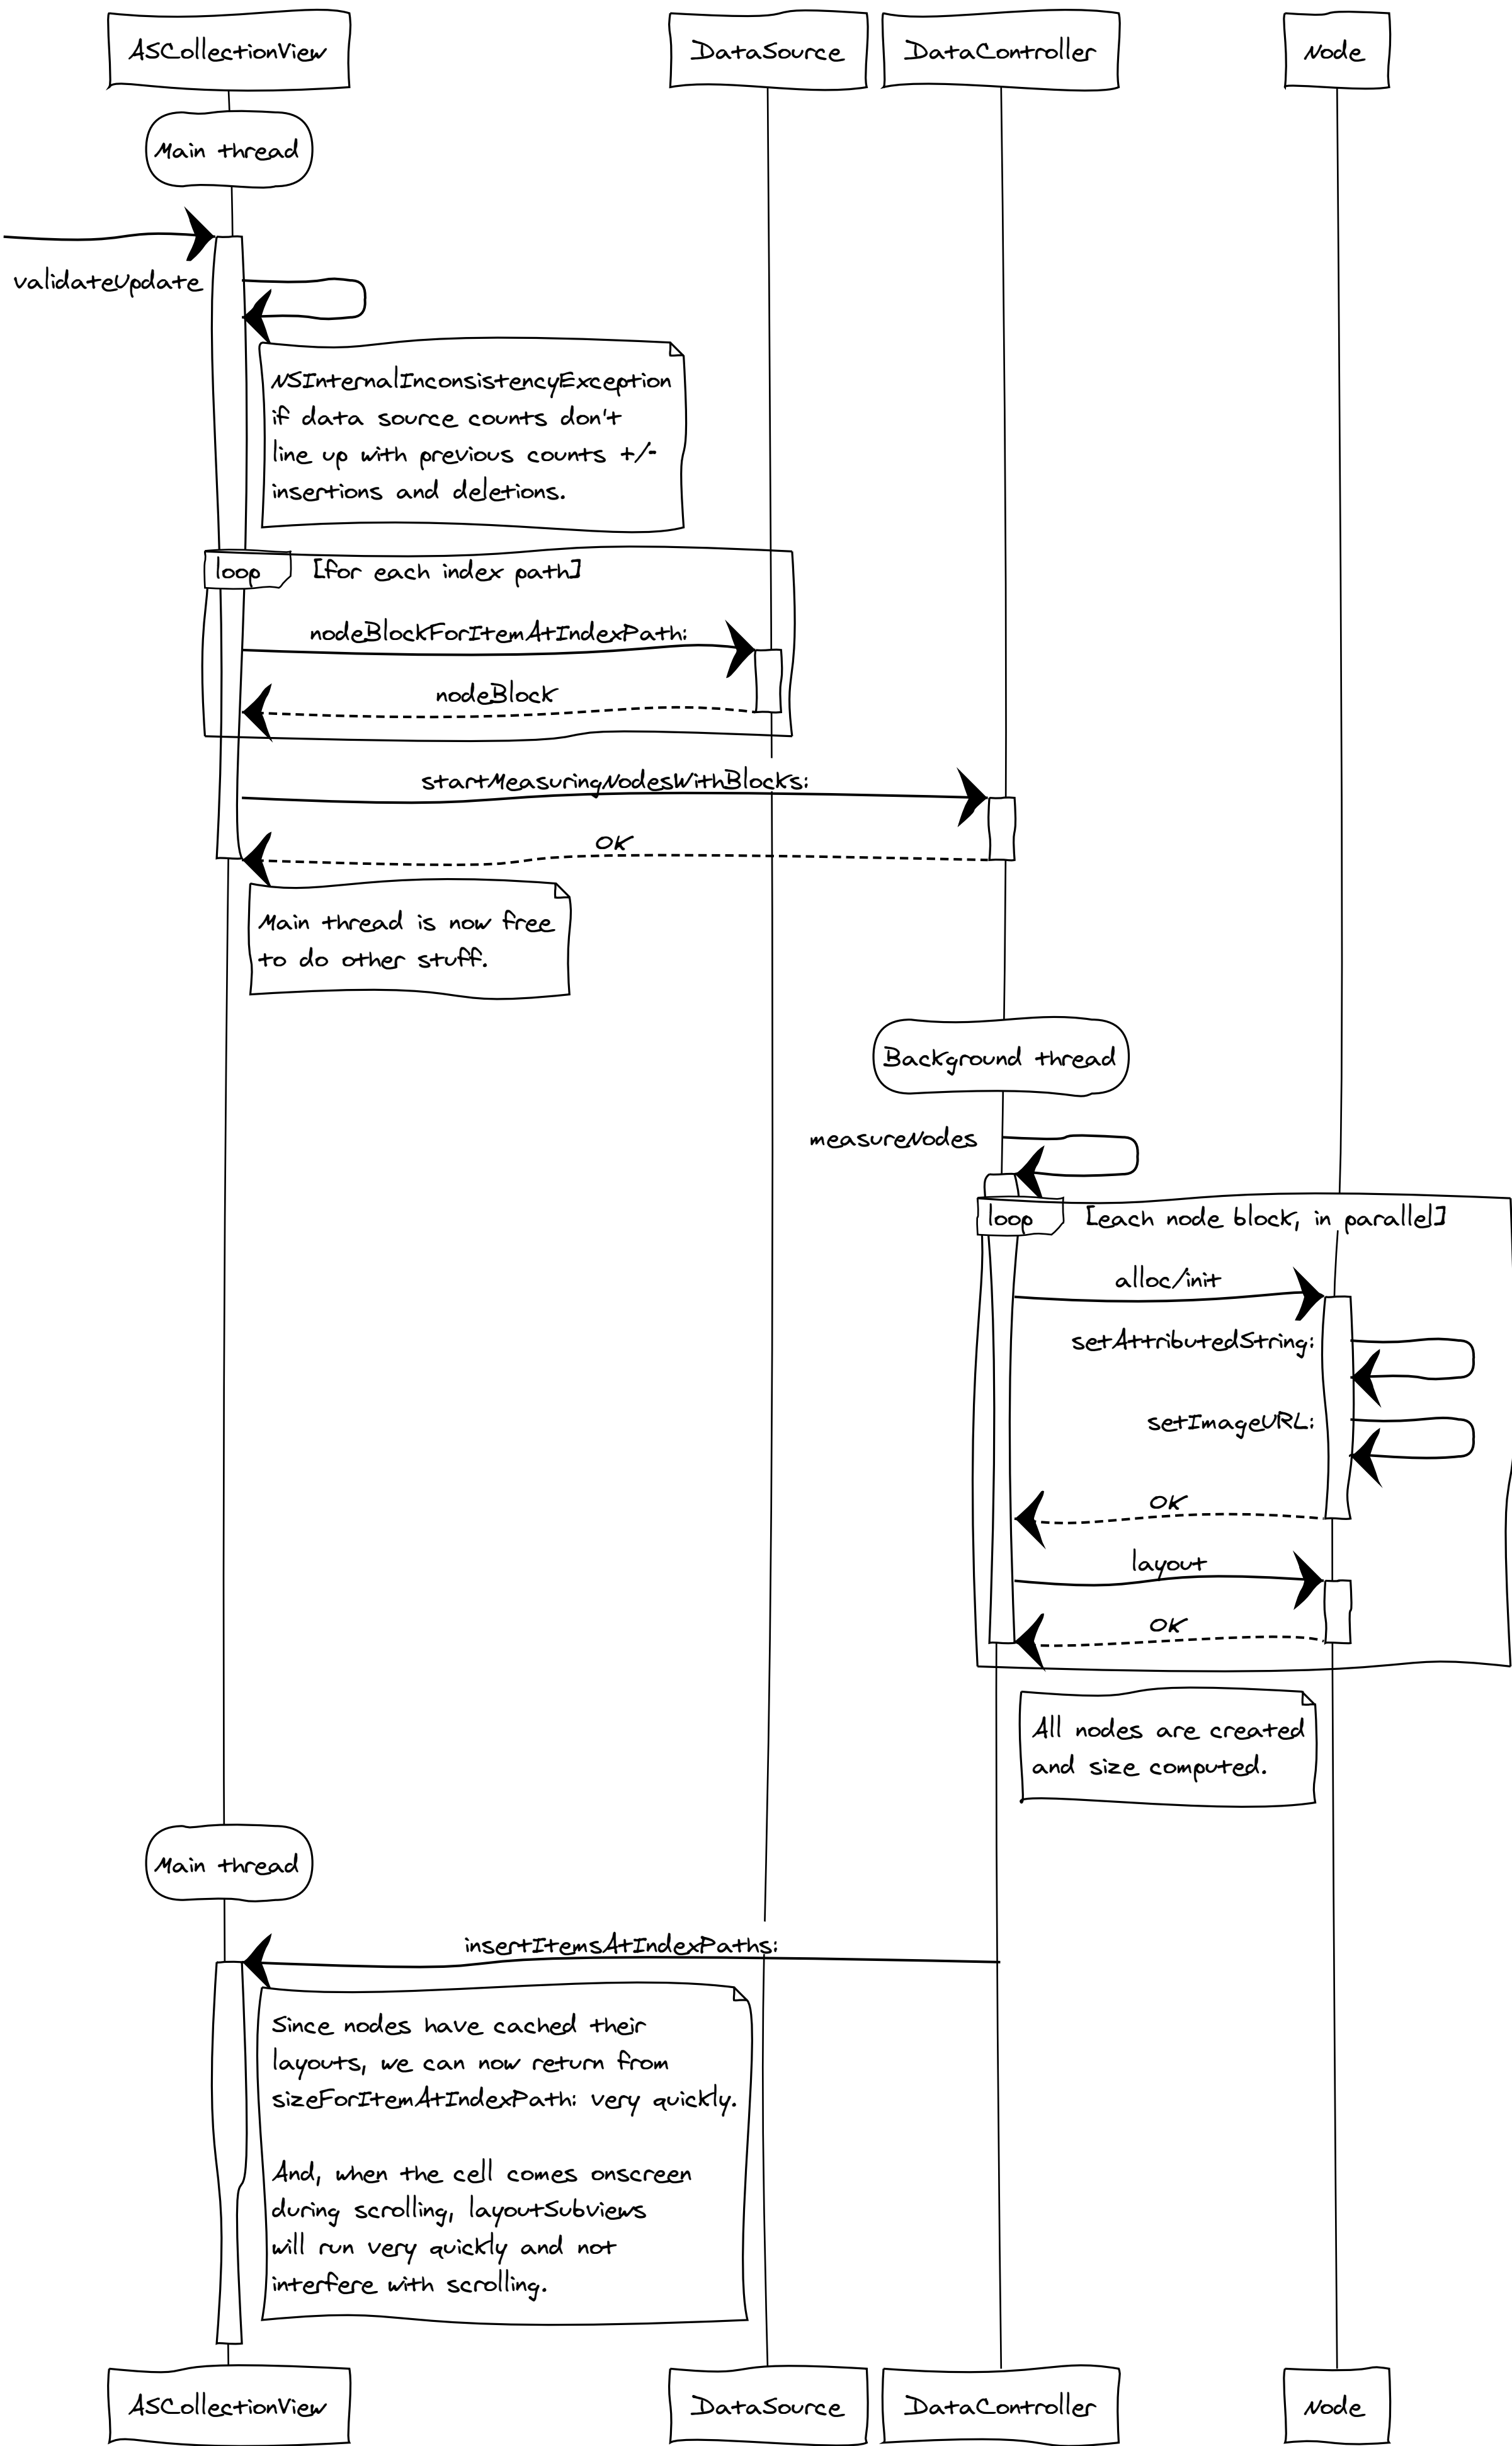 ASCollectionView
DataSource
DataController
Node
Main thread
validateUpdate
NSInternalInconsistencyException
if data source counts don't
line up with previous counts +/-
insertions and deletions.
loop
[for each index path]
nodeBlockForItemAtIndexPath:
nodeBlock
startMeasuringNodesWithBlocks:
OK
Main thread is now free
to do other stuff.
Background thread
measureNodes
loop
[each node block, in parallel]
alloc/init
setAttributedString:
setImageURL:
OK
layout
OK
All nodes are created
and size computed.
Main thread
insertItemsAtIndexPaths:
Since nodes have cached their
layouts, we can now return from
sizeForItemAtIndexPath: very quickly.
And, when the cell comes onscreen
during scrolling, layoutSubviews
will run very quickly and not
interfere with scrolling.
ASCollectionView
DataSource
DataController
Node